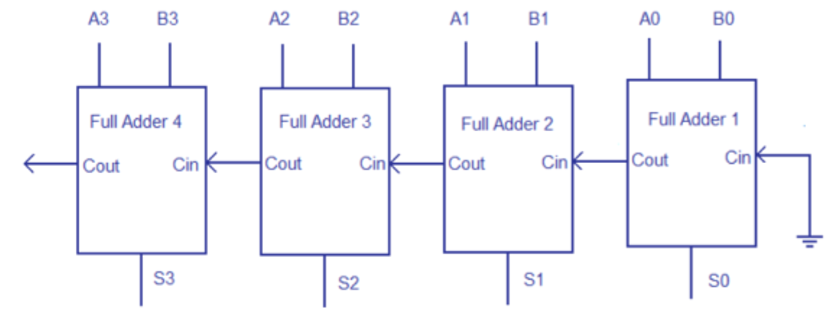 A3 B3 A2 B2 A1 B1 A0 B0
Full Adder 4 Full Adder 3 Full Adder 2 Full Adder 1
Cout Cin Cout Cin Cout Cin Cout Cin
S3 S2 S1 S0